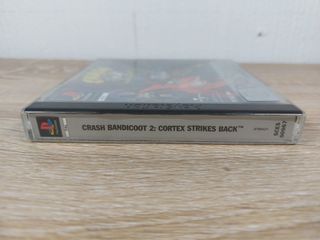 CRASH BANDICOOT 2: CORTEX STRIKES BACK™
SCES
00967